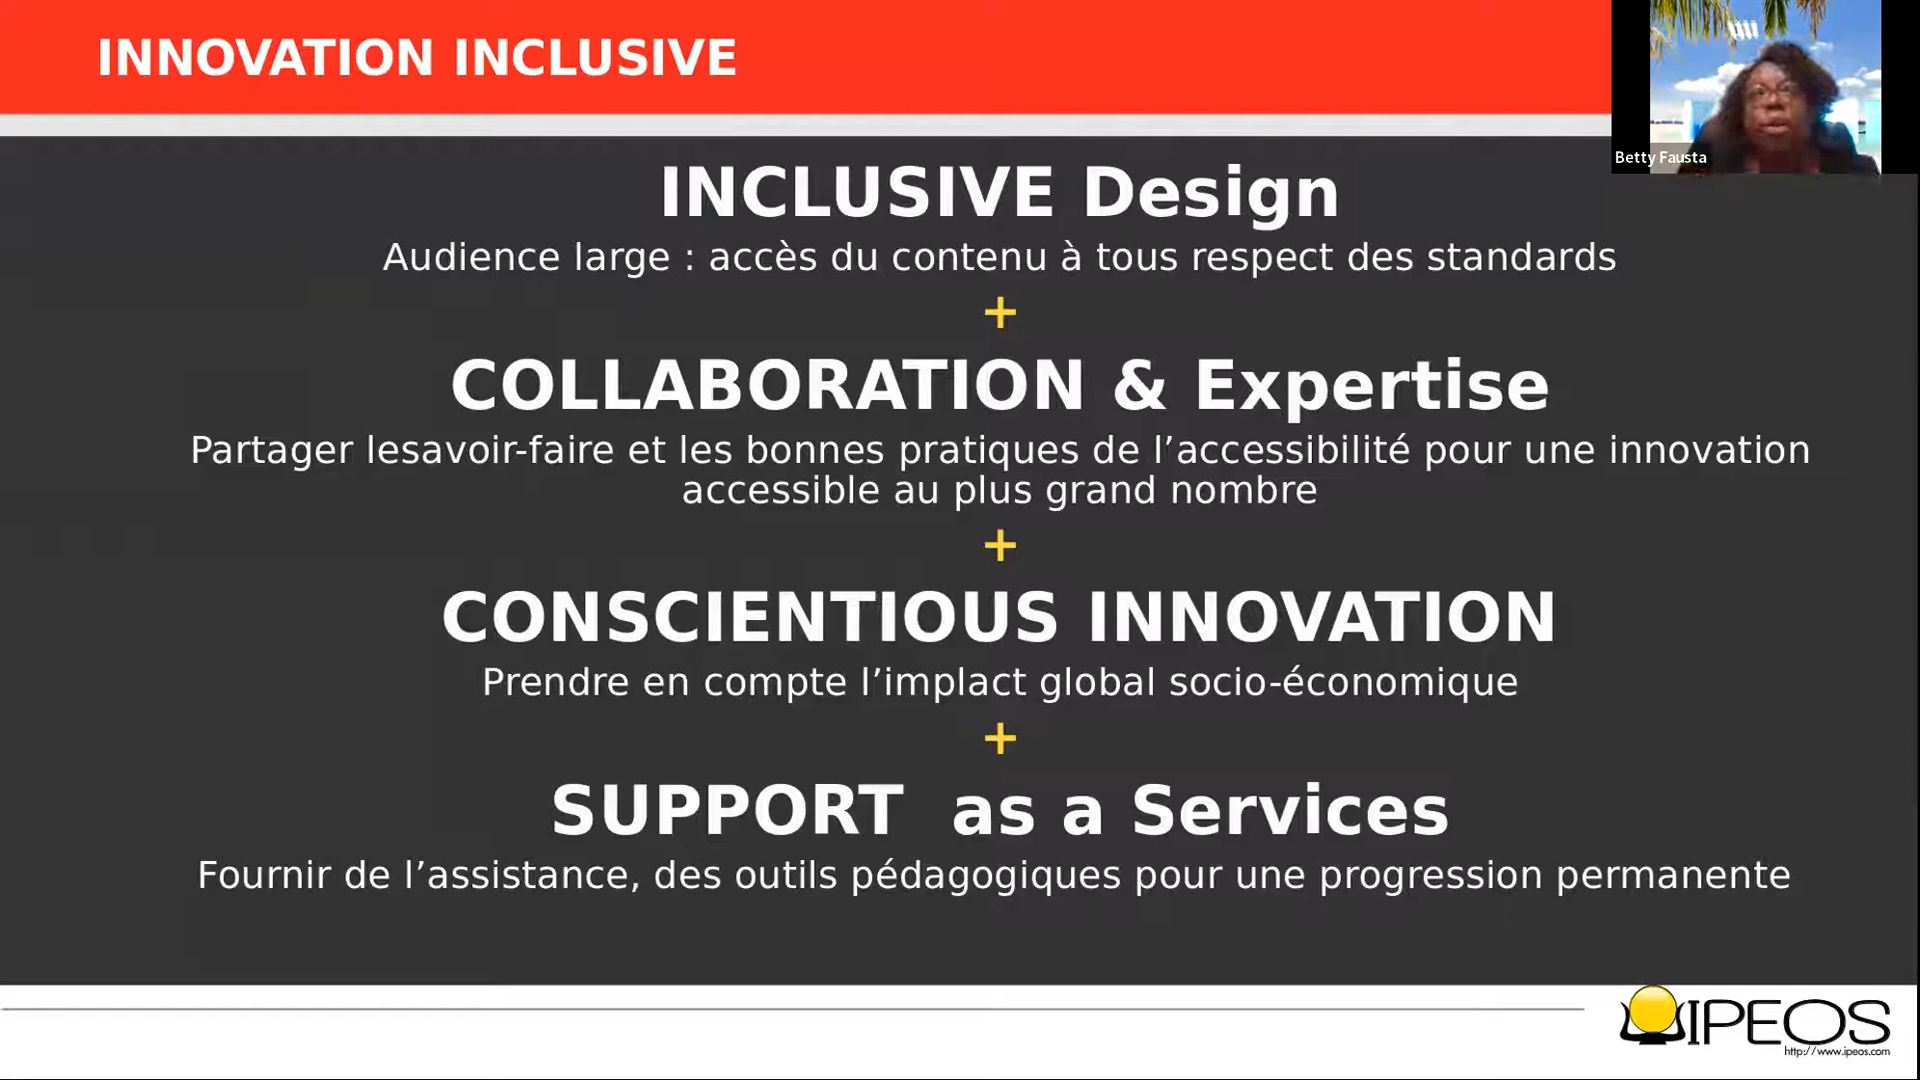 INNOVATION INCLUSIVE
Betty Fausta
INCLUSIVE Design
Audience large : accès du contenu à tous respect des standards
+
COLLABORATION & Expertise
Partager lesavoir-faire et les bonnes pratiques de l’accessibilité pour une innovation
accessible au plus grand nombre
+
CONSCIENTIOUS INNOVATION
Prendre en compte l’implact global socio-économique
+
SUPPORT as a Services
Fournir de l’assistance, des outils pédagogiques pour une progression permanente
IPEOS
http://www.ipeos.com